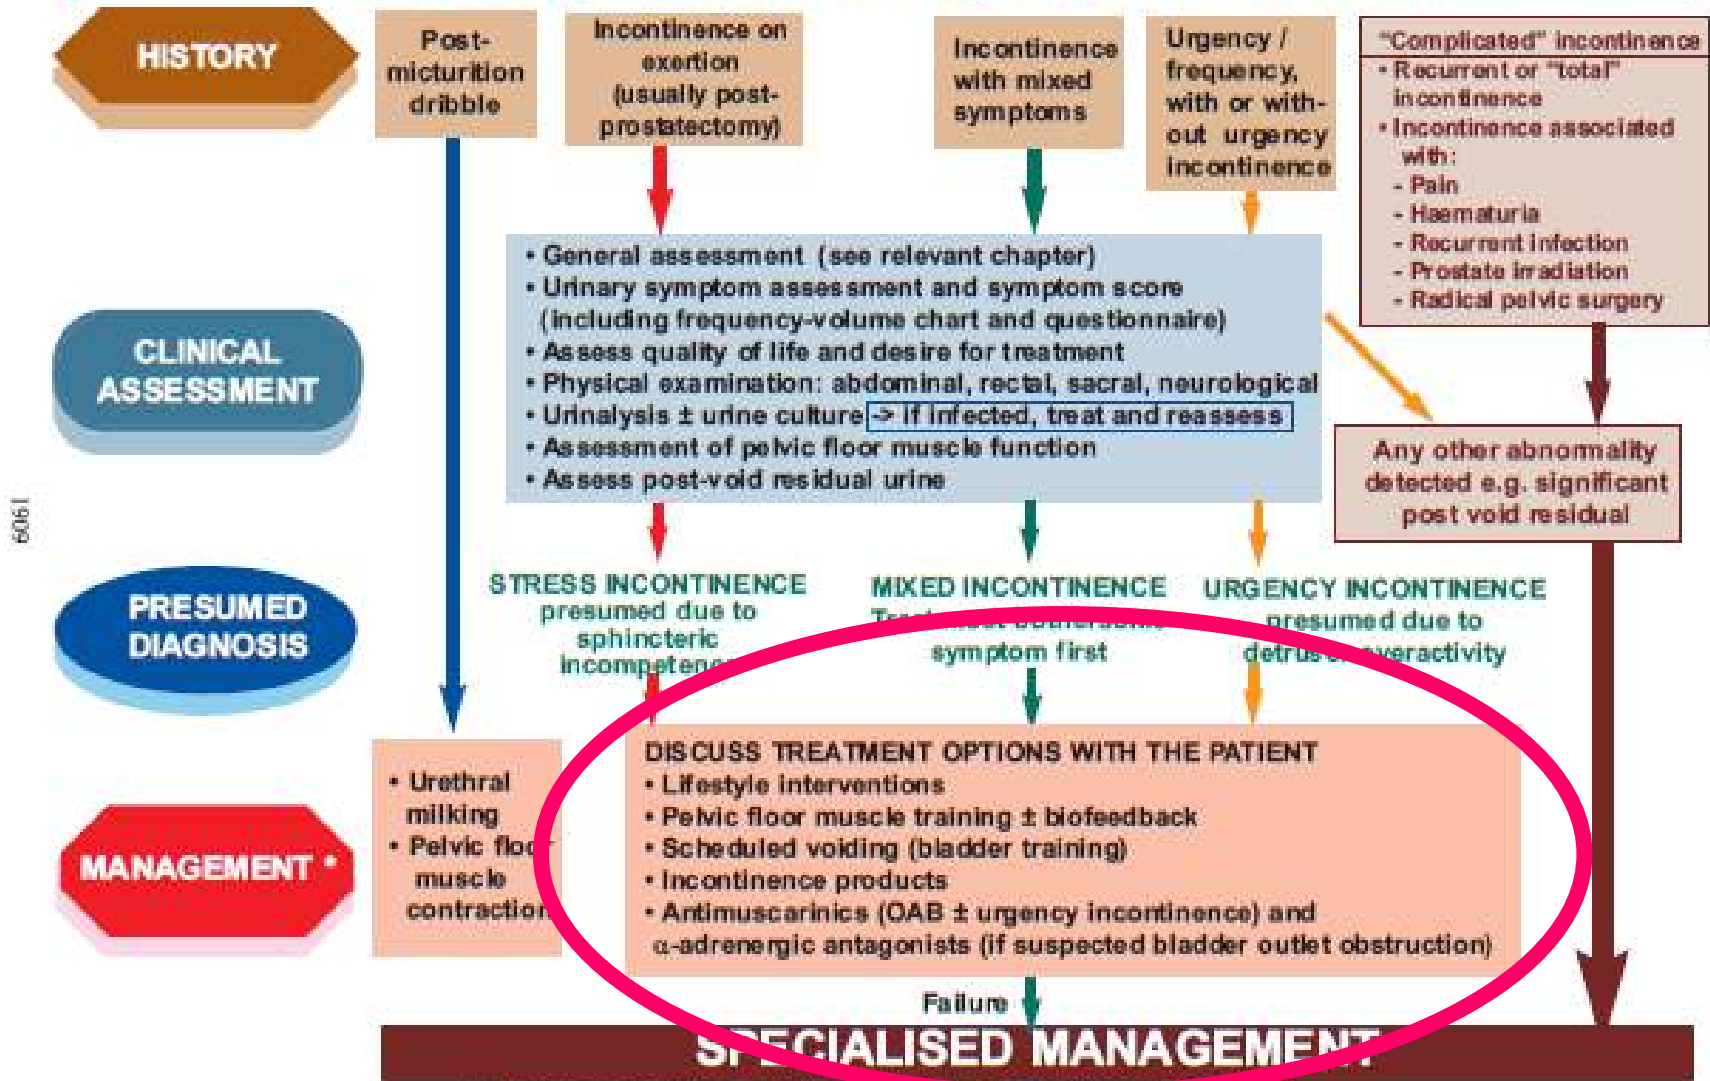 HISTORY
Post-
micturition
dribble
Incontinence on
exertion
(usually post-
prostatectomy)
Incontinence
with mixed
symptoms
Urgency /
frequency,
with or with-
out urgency
incontinence
"Complicated" incontinence
• Recurrent or "total"
incontinence
• Incontinence associated
with:
- Pain
- Haematuria
- Recurrent infection
- Prostate irradiation
- Radical pelvic surgery
CLINICAL
ASSESSMENT
• General assessment (see relevant chapter)
• Urinary symptom assessment and symptom score
(including frequency-volume chart and questionnaire)
• Assess quality of life and desire for treatment
• Physical examination: abdominal, rectal, sacral, neurological
• Urinalysis ± urine culture -> if infected, treat and reassess
• Assessment of pelvic floor muscle function
• Assess post-void residual urine
Any other abnormality
detected e.g. significant
post void residual
1909
PRESUMED
DIAGNOSIS
STRESS INCONTINENCE
presumed due to
sphincteric
incompetence
MIXED INCONTINENCE
symptom first
URGENCY INCONTINENCE
presumed due to
detrusor overactivity
MANAGEMENT *
• Urethral
milking
• Pelvic floor
muscle
contraction
DISCUSS TREATMENT OPTIONS WITH THE PATIENT
• Lifestyle interventions
• Pelvic floor muscle training ± biofeedback
• Scheduled voiding (bladder training)
• Incontinence products
• Antimuscarinics (OAB ± urgency incontinence) and
α-adrenergic antagonists (if suspected bladder outlet obstruction)
Failure
SPECIALISED MANAGEMENT